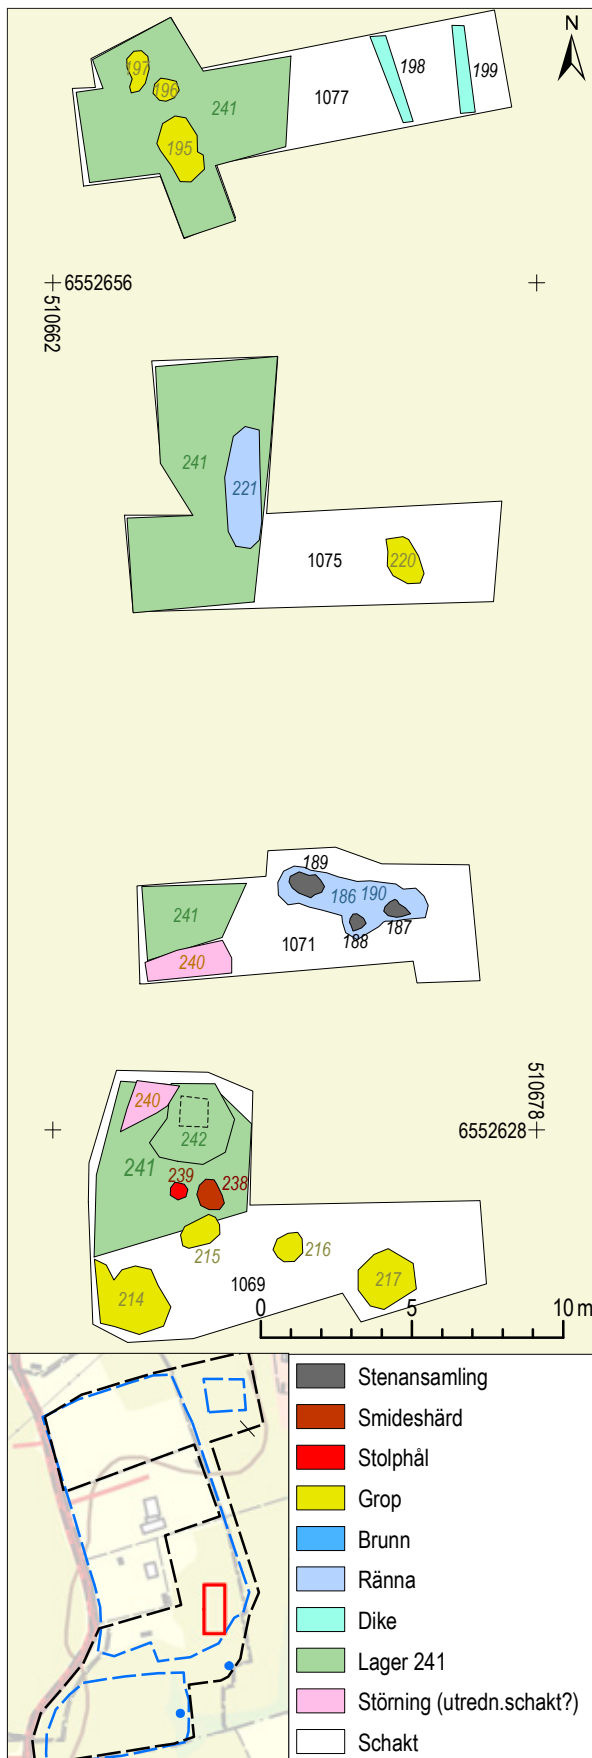 N
197
196
241
195
1077
198
199
6552656
510662
241
221
1075
220
189
186
190
241
187
188
1071
240
240
242
241
239
238
510678
6552628
215
216
217
214
1069
0
5
10 m
Stenansamling
Smideshärd
Stolphål
Grop
Brunn
Ränna
Dike
Lager 241
Störning (utredn.schakt?)
Schakt